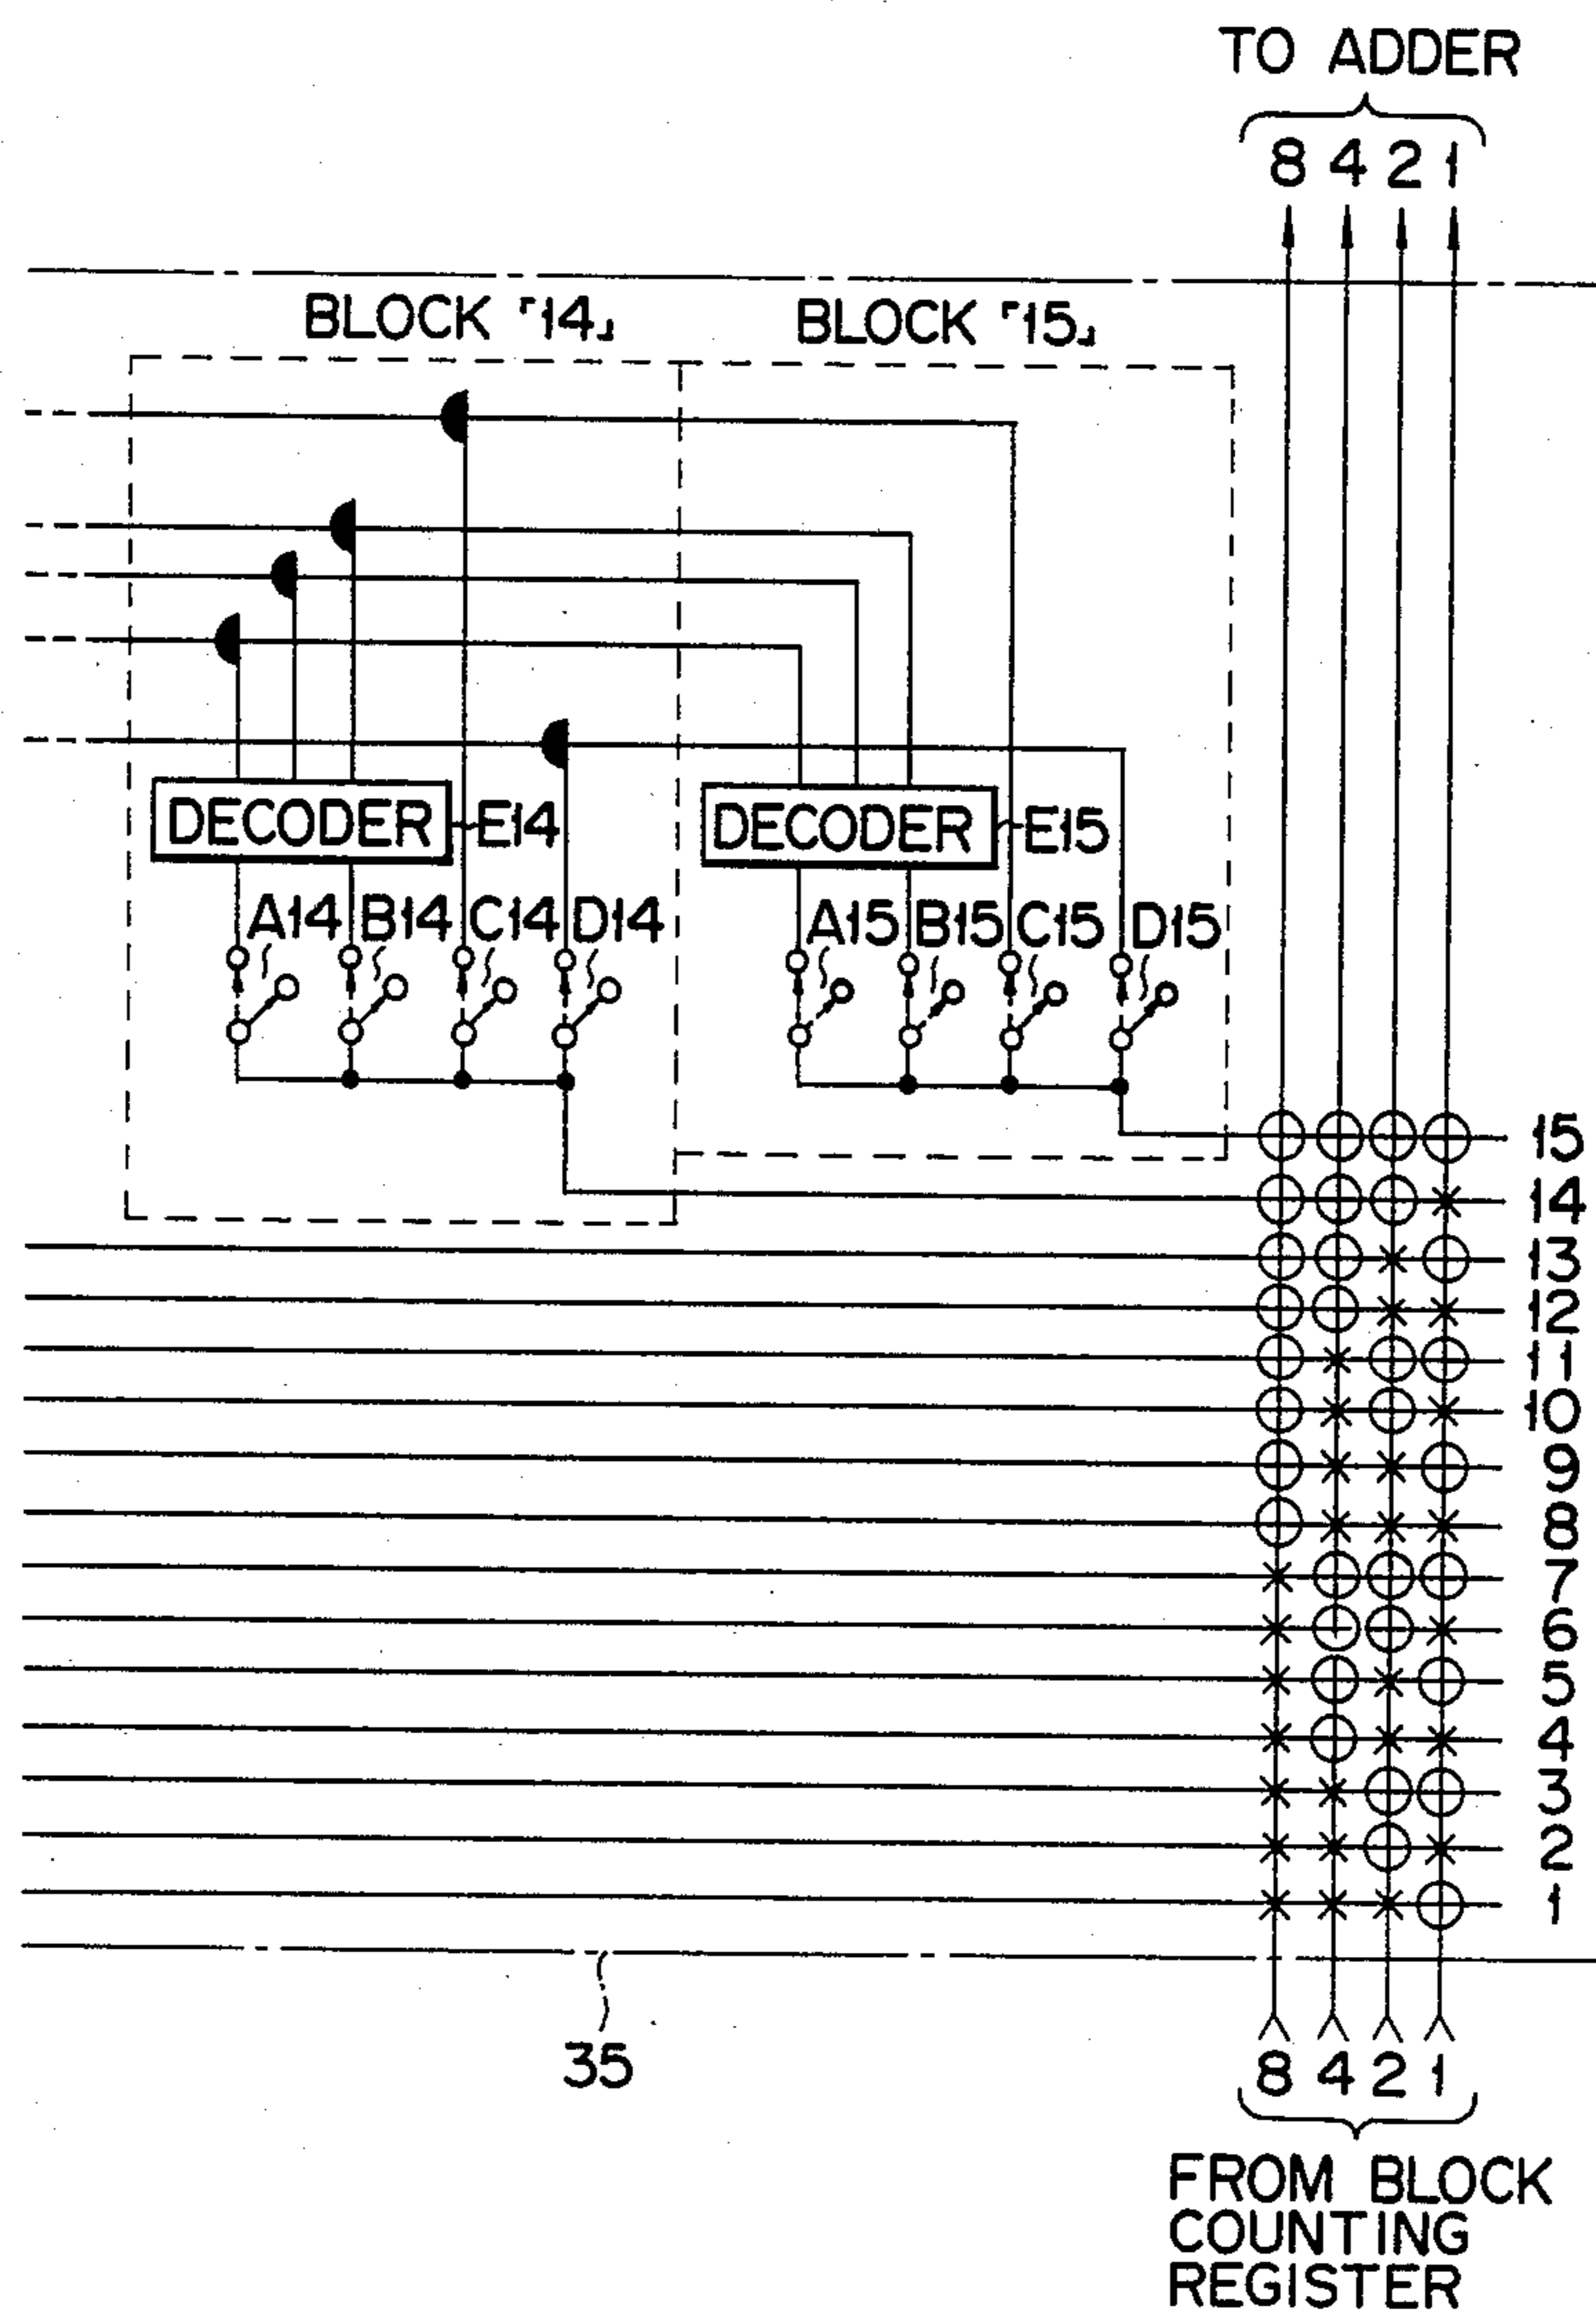 TO ADDER
8 4 2 1
BLOCK 「14」
BLOCK 「15」
DECODER
E14
DECODER
E15
A14
B14
C14
D14
A15
B15
C15
D15
15
14
13
12
11
10
9
8
7
6
5
4
3
2
1
35
8 4 2 1
FROM BLOCK
COUNTING
REGISTER